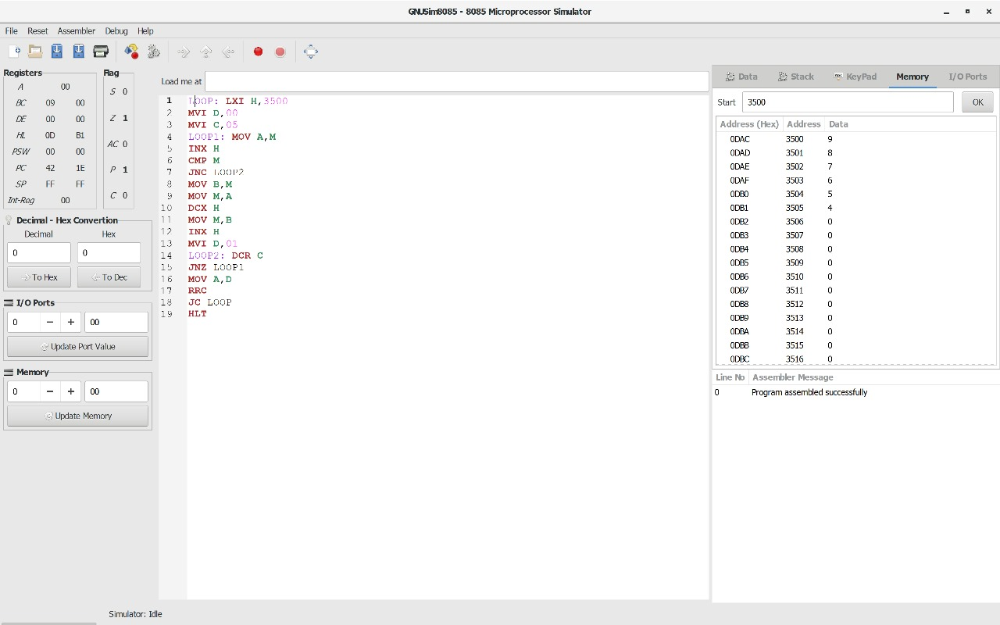 GNUSim8085 - 8085 Microprocessor Simulator
File Reset Assembler Debug Help
Registers
A 00
BC 09 00
DE 00 00
HL 0D B1
PSW 00 00
PC 42 1E
SP FF FF
Int-Reg 00
Flag
S 0
Z 1
AC 0
P 1
C 0
Decimal - Hex Convertion
Decimal Hex
0 0
To Hex To Dec
I/O Ports
0 − + 00
Update Port Value
Memory
0 − + 00
Update Memory
Load me at
1 LOOP: LXI H,3500
2 MVI D,00
3 MVI C,05
4 LOOP1: MOV A,M
5 INX H
6 CMP M
7 JNC LOOP2
8 MOV B,M
9 MOV M,A
10 DCX H
11 MOV M,B
12 INX H
13 MVI D,01
14 LOOP2: DCR C
15 JNZ LOOP1
16 MOV A,D
17 RRC
18 JC LOOP
19 HLT
Data Stack KeyPad Memory I/O Ports
Start 3500 OK
Address (Hex) Address Data
0DAC 3500 9
0DAD 3501 8
0DAE 3502 7
0DAF 3503 6
0DB0 3504 5
0DB1 3505 4
0DB2 3506 0
0DB3 3507 0
0DB4 3508 0
0DB5 3509 0
0DB6 3510 0
0DB7 3511 0
0DB8 3512 0
0DB9 3513 0
0DBA 3514 0
0DBB 3515 0
0DBC 3516 0
Line No Assembler Message
0 Program assembled successfully
Simulator: Idle